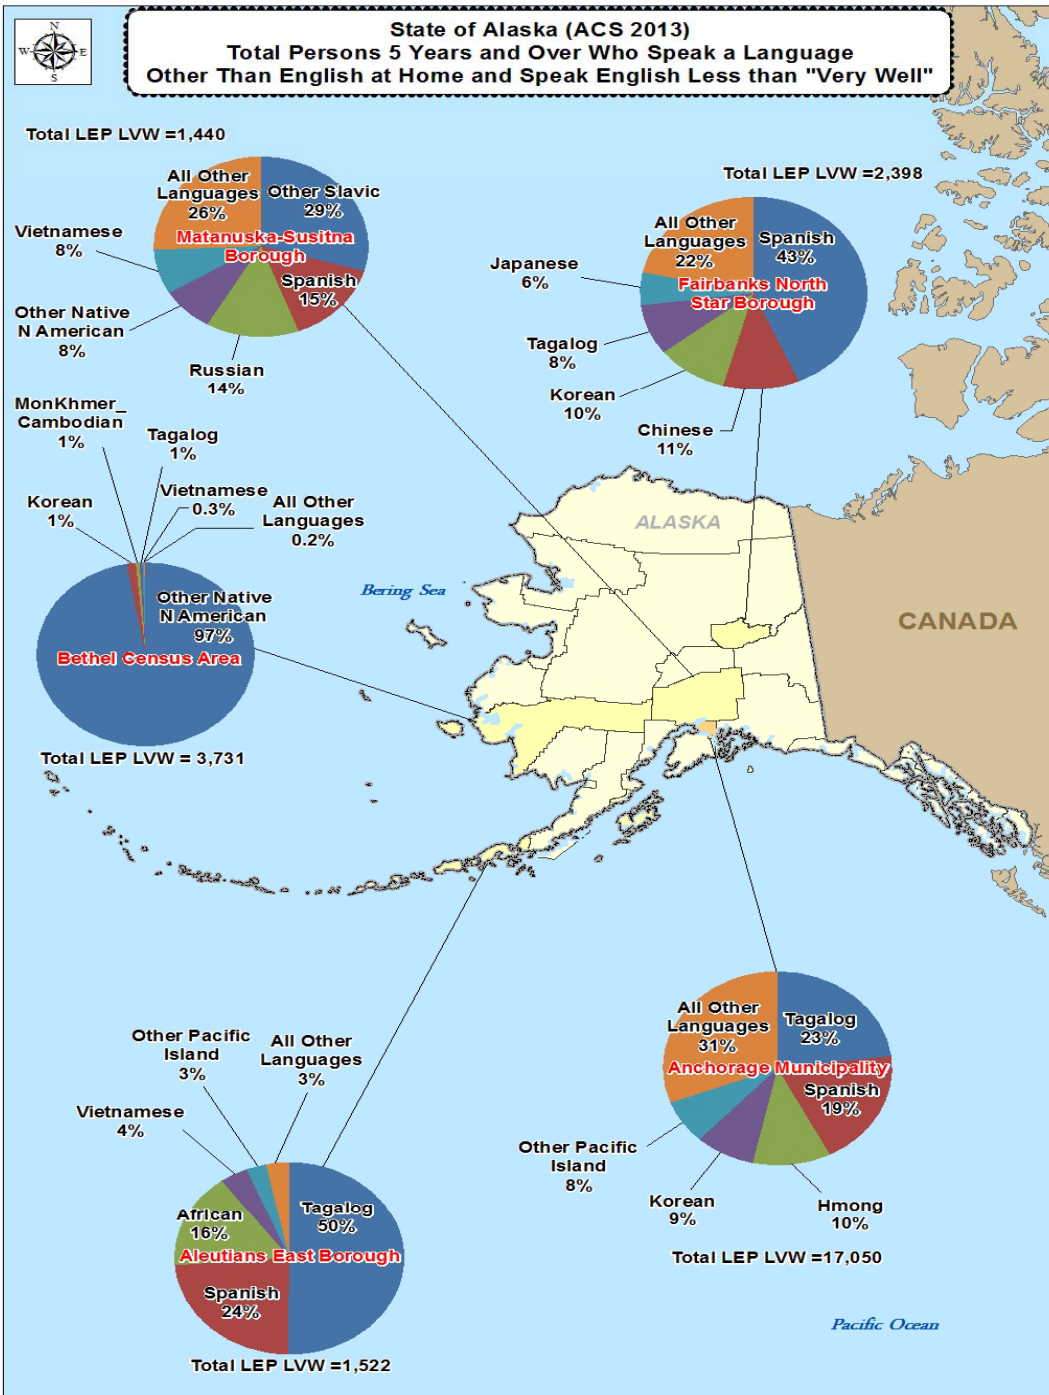 State of Alaska (ACS 2013)
Total Persons 5 Years and Over Who Speak a Language
Other Than English at Home and Speak English Less than "Very Well"
N
W
E
S
Total LEP LVW =1,440
All Other
Languages
26%
Other Slavic
29%
Matanuska-Susitna
Borough
Spanish
15%
Vietnamese
8%
Other Native
N American
8%
Russian
14%
Total LEP LVW =2,398
All Other
Languages
22%
Spanish
43%
Fairbanks North
Star Borough
Japanese
6%
Tagalog
8%
Korean
10%
Chinese
11%
MonKhmer_
Cambodian
1%
Tagalog
1%
Korean
1%
Vietnamese
0.3%
All Other
Languages
0.2%
Other Native
N American
97%
Bethel Census Area
Total LEP LVW = 3,731
ALASKA
Bering Sea
CANADA
Other Pacific
Island
3%
All Other
Languages
3%
Vietnamese
4%
African
16%
Tagalog
50%
Aleutians East Borough
Spanish
24%
Total LEP LVW =1,522
All Other
Languages
31%
Tagalog
23%
Anchorage Municipality
Spanish
19%
Other Pacific
Island
8%
Korean
9%
Hmong
10%
Total LEP LVW =17,050
Pacific Ocean